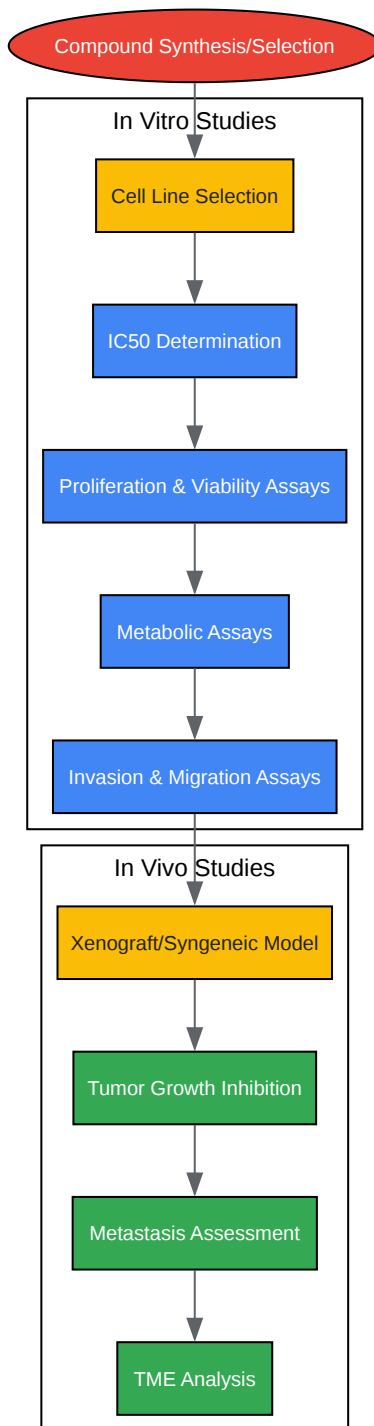 Compound Synthesis/Selection
In Vitro Studies
Cell Line Selection
IC50 Determination
Proliferation & Viability Assays
Metabolic Assays
Invasion & Migration Assays
In Vivo Studies
Xenograft/Syngeneic Model
Tumor Growth Inhibition
Metastasis Assessment
TME Analysis